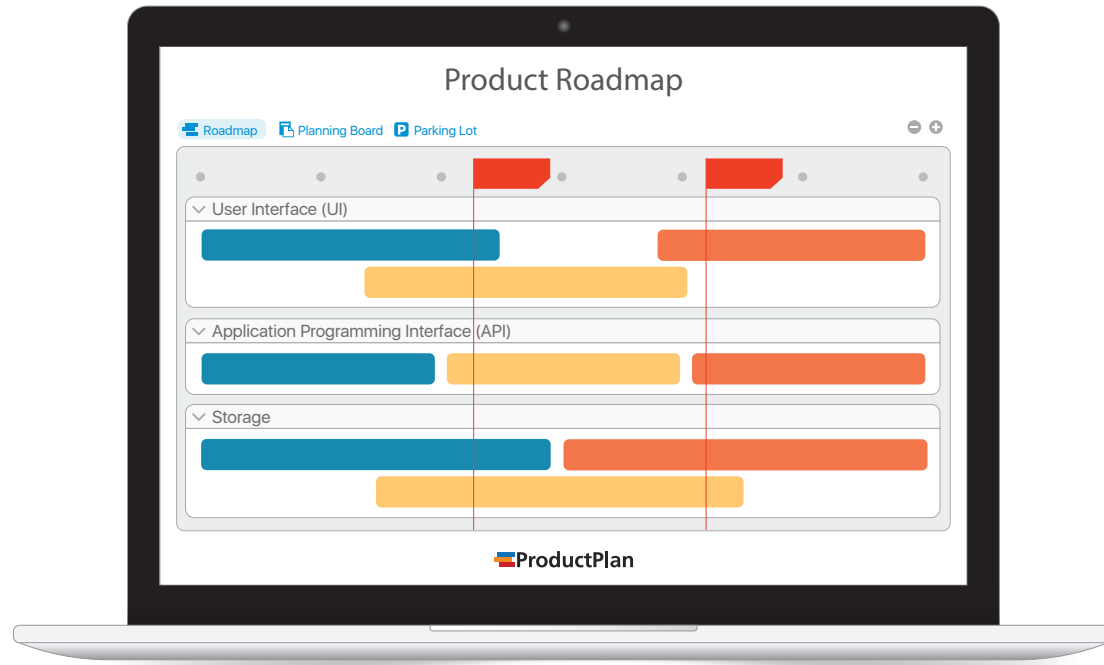 Product Roadmap
Roadmap Planning Board P Parking Lot
User Interface (UI)
Application Programming Interface (API)
Storage
ProductPlan